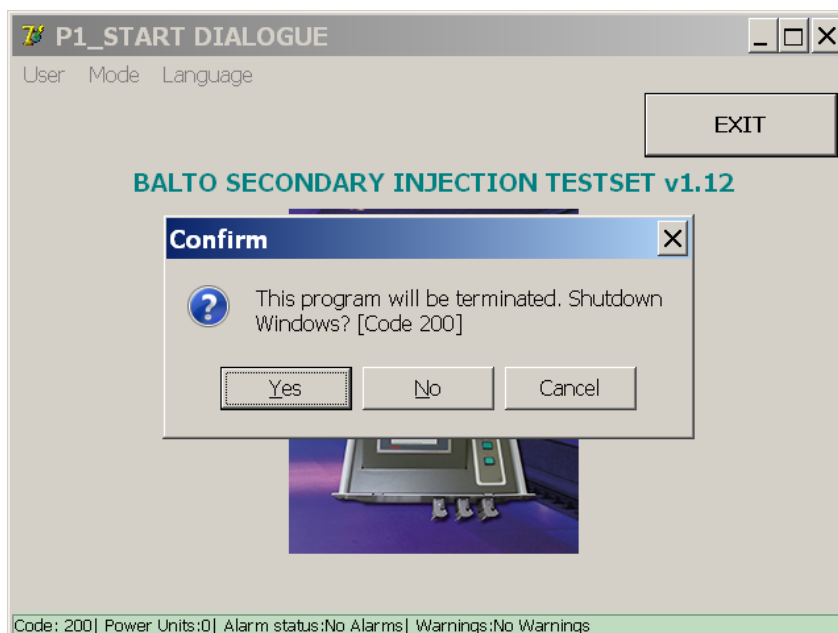 P1_START DIALOGUE
User Mode Language
EXIT
BALTO SECONDARY INJECTION TESTSET v1.12
Confirm
This program will be terminated. Shutdown
Windows? [Code 200]
Yes No Cancel
Code: 200| Power Units:0| Alarm status:No Alarms| Warnings:No Warnings